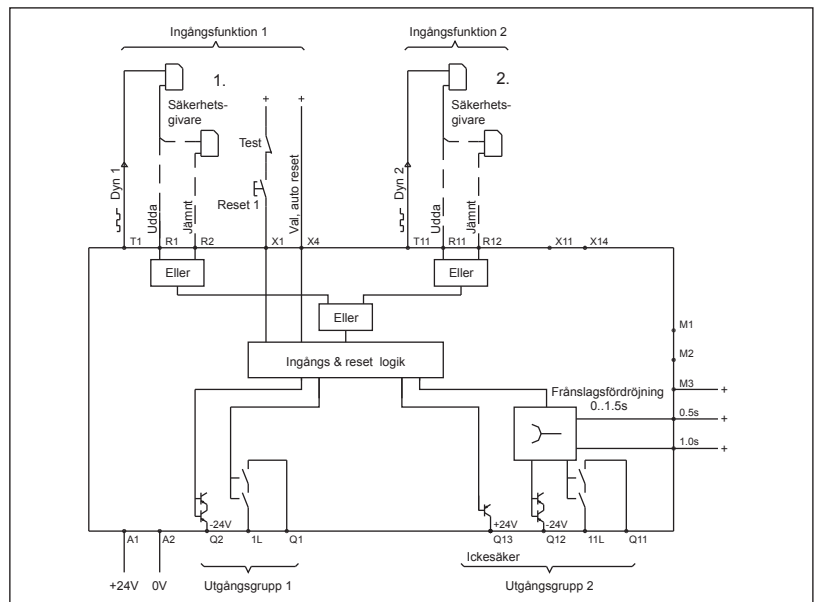 Ingångsfunktion 1
Ingångsfunktion 2
1.
2.
Säkerhets-
givare
Säkerhets-
givare
+
+
Test
Reset 1
Val, auto reset
Dyn 1
Udda
Jämnt
Dyn 2
Udda
Jämnt
T1
R1
R2
X1
X4
T11
R11
R12
X11
X14
Eller
Eller
Eller
Ingångs & reset logik
M1
M2
M3
+
Frånslagsfördröjning
0..1.5s
0.5s
+
1.0s
+
-24V
+24V
-24V
A1
A2
Q2
1L
Q1
Q13
Q12
11L
Q11
Ickesäker
+24V
0V
Utgångsgrupp 1
Utgångsgrupp 2